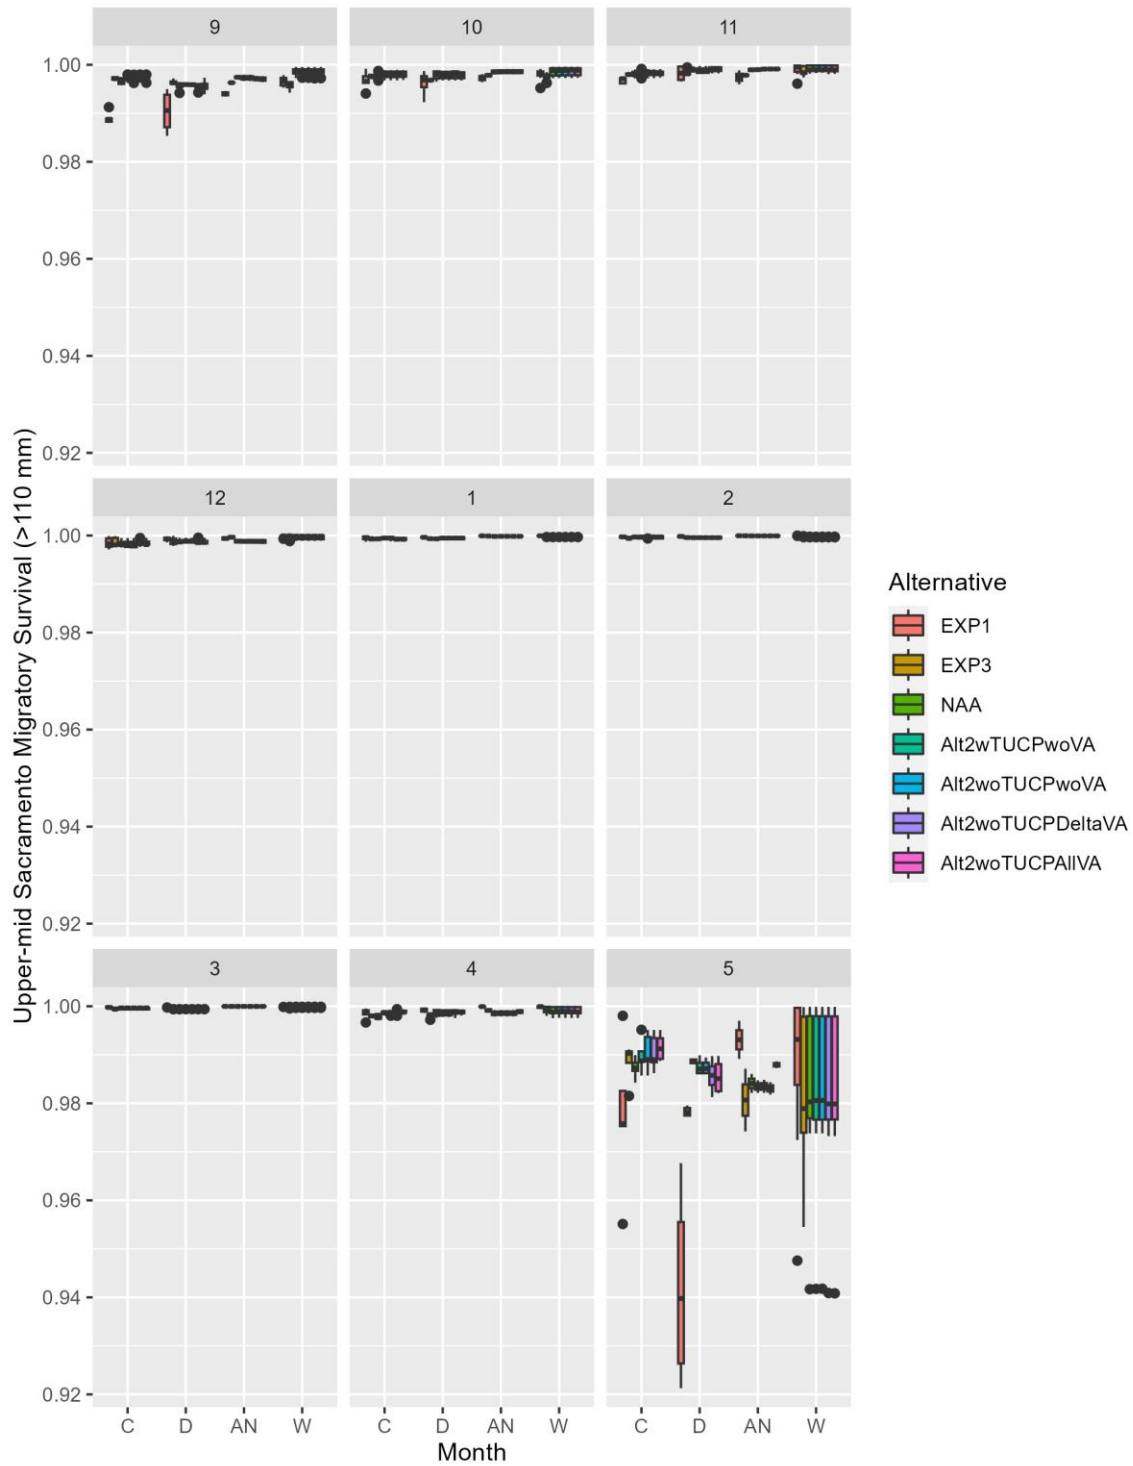 Upper-mid Sacramento Migratory Survival (>110 mm)
9 10 11
1.00
0.98
0.96
0.94
0.92
12 1 2
1.00
0.98
0.96
0.94
0.92
3 4 5
1.00
0.98
0.96
0.94
0.92
C D AN W C D AN W C D AN W
Month
Alternative
EXP1
EXP3
NAA
Alt2wTUCPwoVA
Alt2woTUCPwoVA
Alt2woTUCPDeltaVA
Alt2woTUCPAllVA